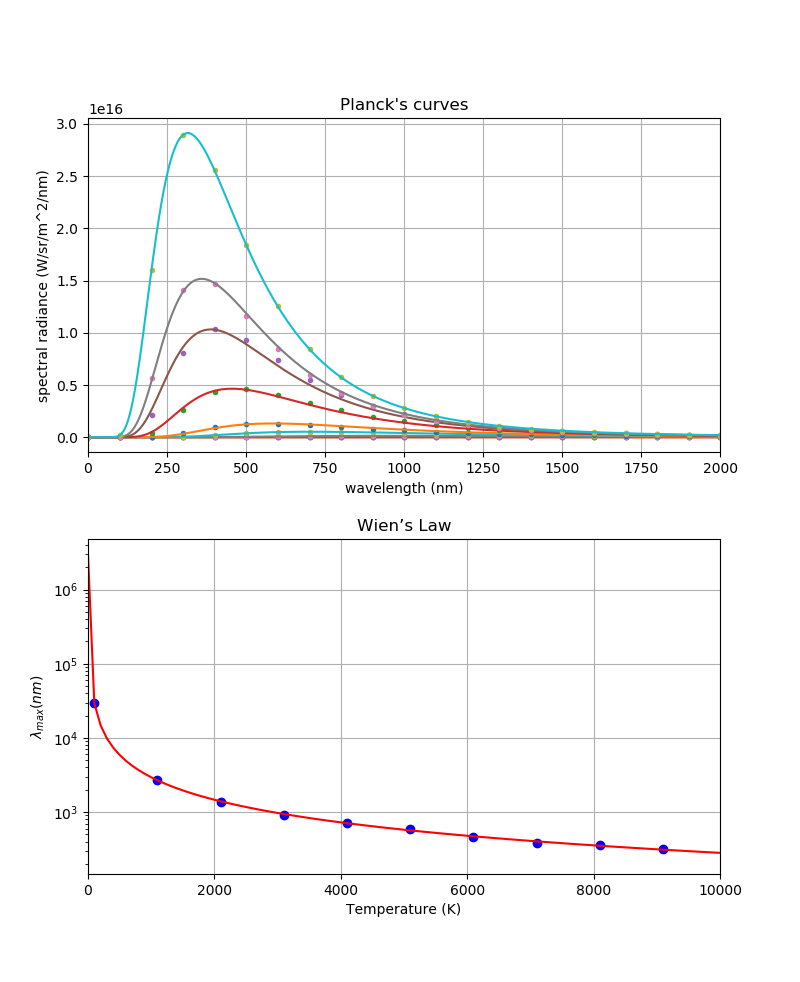 Planck's curves
1e16
3.0
2.5
2.0
1.5
1.0
0.5
0.0
spectral radiance (W/sr/m^2/nm)
0 250 500 750 1000 1250 1500 1750 2000
wavelength (nm)
Wien’s Law
10^6
10^5
10^4
10^3
λ_max(nm)
0 2000 4000 6000 8000 10000
Temperature (K)